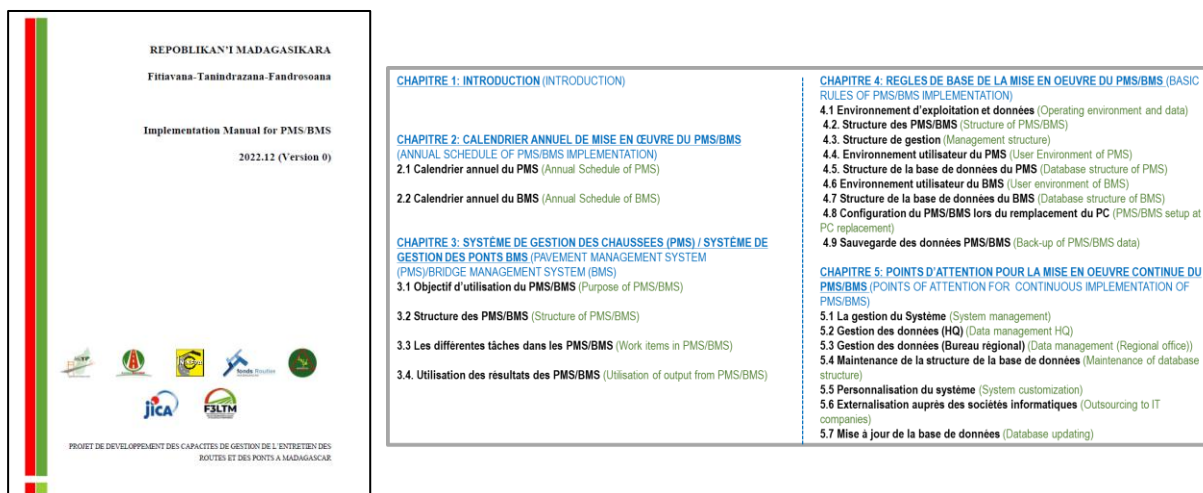 REPOBLIKAN'I MADAGASIKARA
Fitiavana-Tanindrazana-Fandrosoana
Implementation Manual for PMS/BMS
2022.12 (Version 0)
fonds Routier
jica
F3LTM
PROJET DE DEVELOPPEMENT DES CAPACITES DE GESTION DE L'ENTRETIEN DES
ROUTES ET DES PONTS A MADAGASCAR
CHAPITRE 1: INTRODUCTION (INTRODUCTION)
CHAPITRE 2: CALENDRIER ANNUEL DE MISE EN ŒUVRE DU PMS/BMS
(ANNUAL SCHEDULE OF PMS/BMS IMPLEMENTATION)
2.1 Calendrier annuel du PMS (Annual Schedule of PMS)
2.2 Calendrier annuel du BMS (Annual Schedule of BMS)
CHAPITRE 3: SYSTÈME DE GESTION DES CHAUSSEES (PMS) / SYSTÈME DE
GESTION DES PONTS BMS (PAVEMENT MANAGEMENT SYSTEM
(PMS)/BRIDGE MANAGEMENT SYSTEM (BMS)
3.1 Objectif d'utilisation du PMS/BMS (Purpose of PMS/BMS)
3.2 Structure des PMS/BMS (Structure of PMS/BMS)
3.3 Les différentes tâches dans les PMS/BMS (Work items in PMS/BMS)
3.4. Utilisation des résultats des PMS/BMS (Utilisation of output from PMS/BMS)
CHAPITRE 4: REGLES DE BASE DE LA MISE EN OEUVRE DU PMS/BMS (BASIC
RULES OF PMS/BMS IMPLEMENTATION)
4.1 Environnement d'exploitation et données (Operating environment and data)
4.2. Structure des PMS/BMS (Structure of PMS/BMS)
4.3. Structure de gestion (Management structure)
4.4. Environnement utilisateur du PMS (User Environment of PMS)
4.5. Structure de la base de données du PMS (Database structure of PMS)
4.6 Environnement utilisateur du BMS (User environment of BMS)
4.7 Structure de la base de données du BMS (Database structure of BMS)
4.8 Configuration du PMS/BMS lors du remplacement du PC (PMS/BMS setup at
PC replacement)
4.9 Sauvegarde des données PMS/BMS (Back-up of PMS/BMS data)
CHAPITRE 5: POINTS D'ATTENTION POUR LA MISE EN OEUVRE CONTINUE DU
PMS/BMS (POINTS OF ATTENTION FOR CONTINUOUS IMPLEMENTATION OF
PMS/BMS)
5.1 La gestion du Système (System management)
5.2 Gestion des données (HQ) (Data management HQ)
5.3 Gestion des données (Bureau régional) (Data management (Regional office))
5.4 Maintenance de la structure de la base de données (Maintenance of database
structure)
5.5 Personnalisation du système (System customization)
5.6 Externalisation auprès des sociétés informatiques (Outsourcing to IT
companies)
5.7 Mise à jour de la base de données (Database updating)